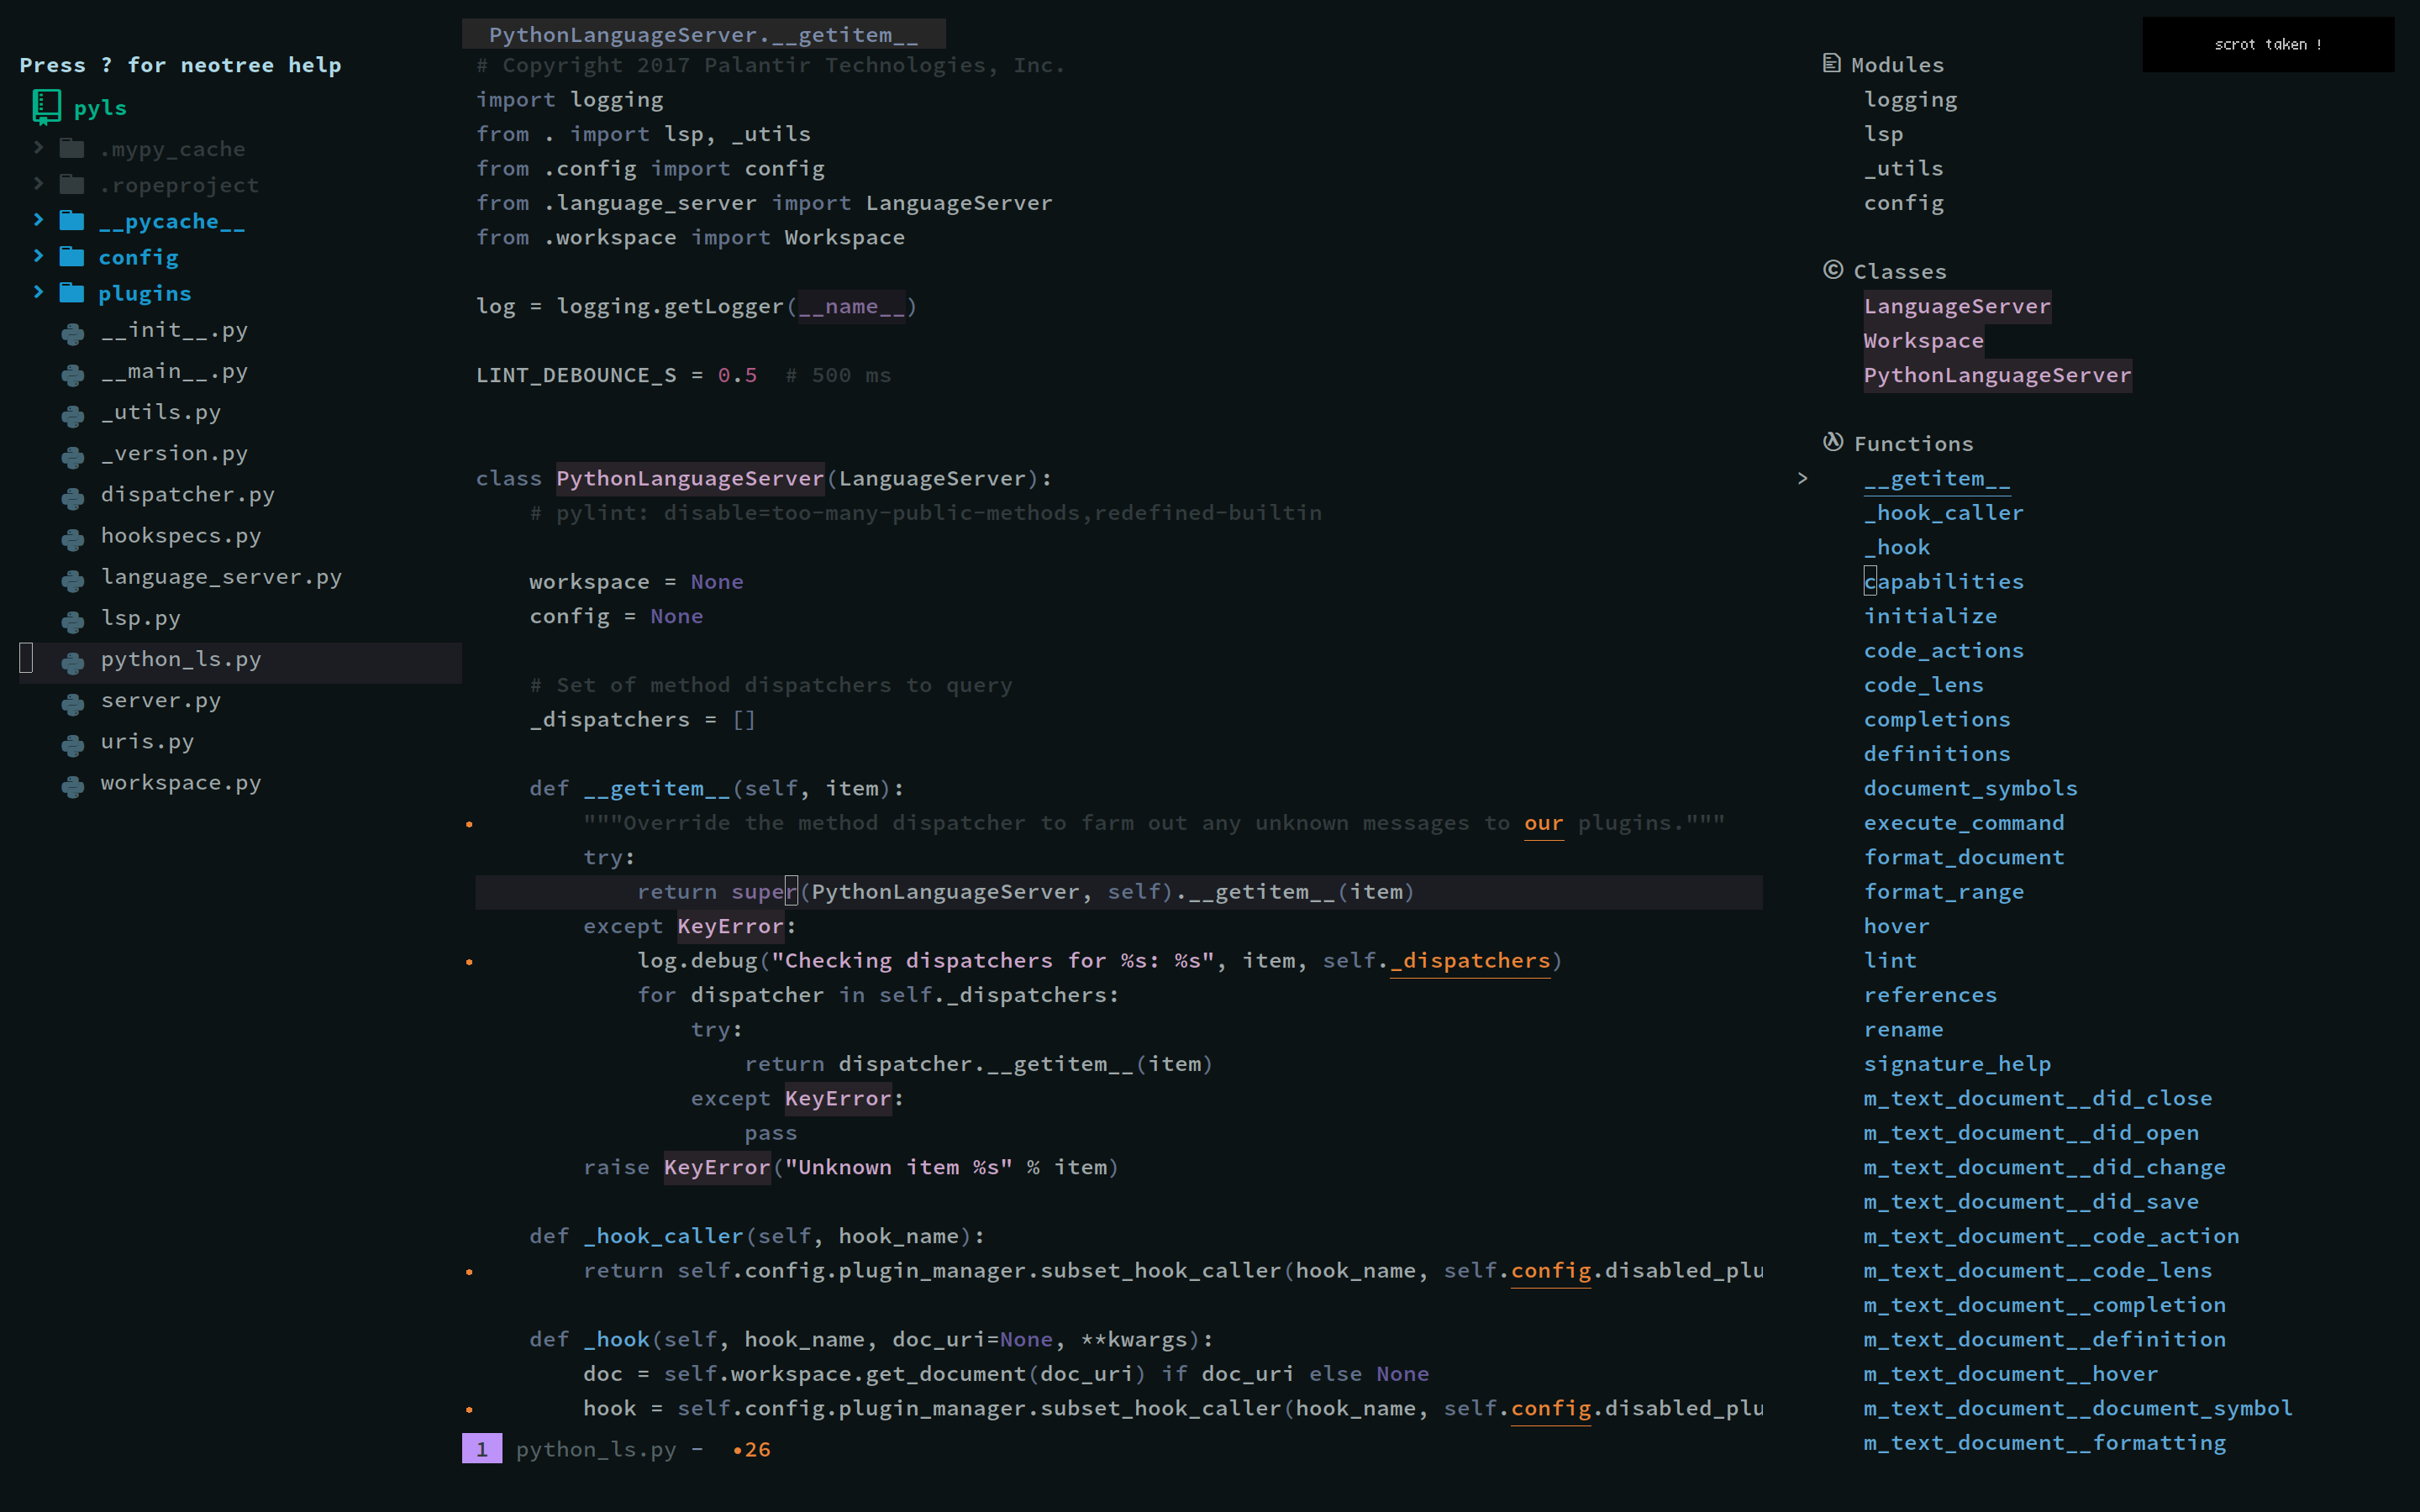 Press ? for neotree help
pyls
.mypy_cache
.ropeproject
__pycache__
config
plugins
__init__.py
__main__.py
_utils.py
_version.py
dispatcher.py
hookspecs.py
language_server.py
lsp.py
python_ls.py
server.py
uris.py
workspace.py
PythonLanguageServer.__getitem__
# Copyright 2017 Palantir Technologies, Inc.
import logging
from . import lsp, _utils
from .config import config
from .language_server import LanguageServer
from .workspace import Workspace
log = logging.getLogger(__name__)
LINT_DEBOUNCE_S = 0.5  # 500 ms
class PythonLanguageServer(LanguageServer):
    # pylint: disable=too-many-public-methods,redefined-builtin
    workspace = None
    config = None
    # Set of method dispatchers to query
    _dispatchers = []
    def __getitem__(self, item):
        """Override the method dispatcher to farm out any unknown messages to our plugins."""
        try:
            return super(PythonLanguageServer, self).__getitem__(item)
        except KeyError:
            log.debug("Checking dispatchers for %s: %s", item, self._dispatchers)
            for dispatcher in self._dispatchers:
                try:
                    return dispatcher.__getitem__(item)
                except KeyError:
                    pass
        raise KeyError("Unknown item %s" % item)
    def _hook_caller(self, hook_name):
        return self.config.plugin_manager.subset_hook_caller(hook_name, self.config.disabled_plu
    def _hook(self, hook_name, doc_uri=None, **kwargs):
        doc = self.workspace.get_document(doc_uri) if doc_uri else None
        hook = self.config.plugin_manager.subset_hook_caller(hook_name, self.config.disabled_plu
1 python_ls.py - •26
Modules
logging
lsp
_utils
config
Classes
LanguageServer
Workspace
PythonLanguageServer
Functions
> __getitem__
_hook_caller
_hook
capabilities
initialize
code_actions
code_lens
completions
definitions
document_symbols
execute_command
format_document
format_range
hover
lint
references
rename
signature_help
m_text_document__did_close
m_text_document__did_open
m_text_document__did_change
m_text_document__did_save
m_text_document__code_action
m_text_document__code_lens
m_text_document__completion
m_text_document__definition
m_text_document__hover
m_text_document__document_symbol
m_text_document__formatting
scrot taken !